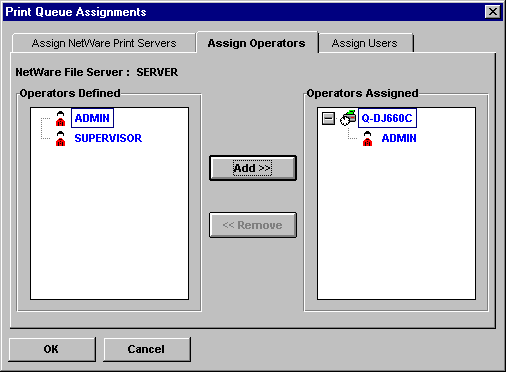 Print Queue Assignments
Assign NetWare Print Servers
Assign Operators
Assign Users
NetWare File Server : SERVER
Operators Defined
ADMIN
SUPERVISOR
Add >>
<< Remove
Operators Assigned
Q-DJ660C
ADMIN
OK
Cancel